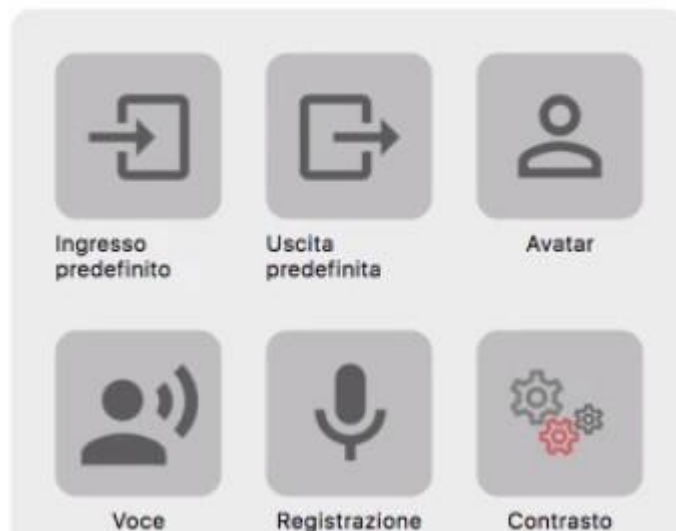 Ingresso
predefinito
Uscita
predefinita
Avatar
Voce
Registrazione
Contrasto